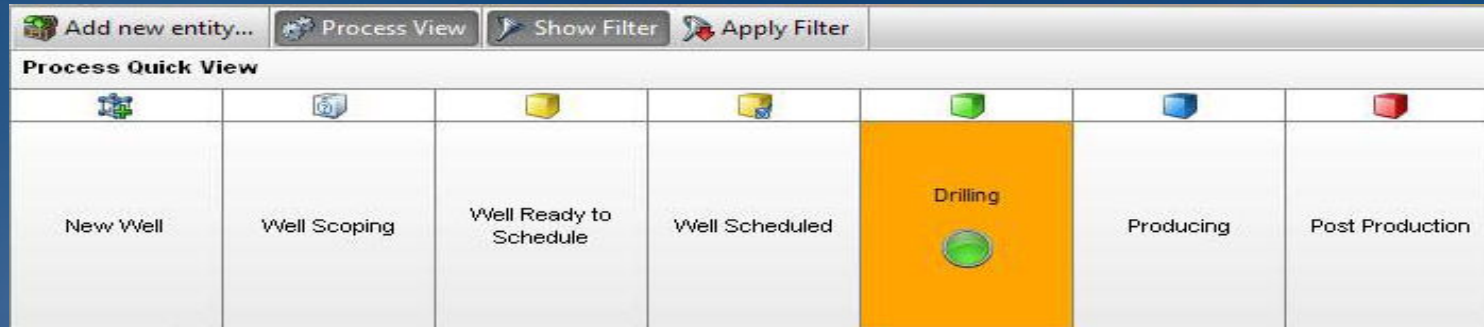 Add new entity... Process View Show Filter Apply Filter
Process Quick View
New Well
Well Scoping
Well Ready to
Schedule
Well Scheduled
Drilling
Producing
Post Production